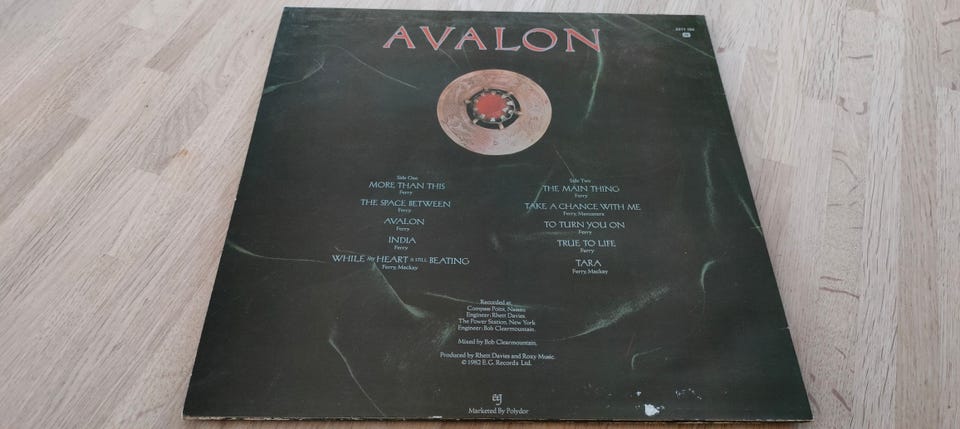 AVALON
Side One
MORE THAN THIS
Ferry
THE SPACE BETWEEN
Ferry
AVALON
Ferry
INDIA
Ferry
WHILE MY HEART IS STILL BEATING
Ferry, Mackay
Side Two
THE MAIN THING
Ferry
TAKE A CHANCE WITH ME
Ferry, Manzanera
TO TURN YOU ON
Ferry
TRUE TO LIFE
Ferry
TARA
Ferry, Mackay
Recorded at
Compass Point, Nassau
Engineer: Rhett Davies
The Power Station, New York
Engineer: Bob Clearmountain.
Mixed by Bob Clearmountain.
Produced by Rhett Davies and Roxy Music.
© 1982 E.G. Records Ltd.
eg
Marketed By Polydor